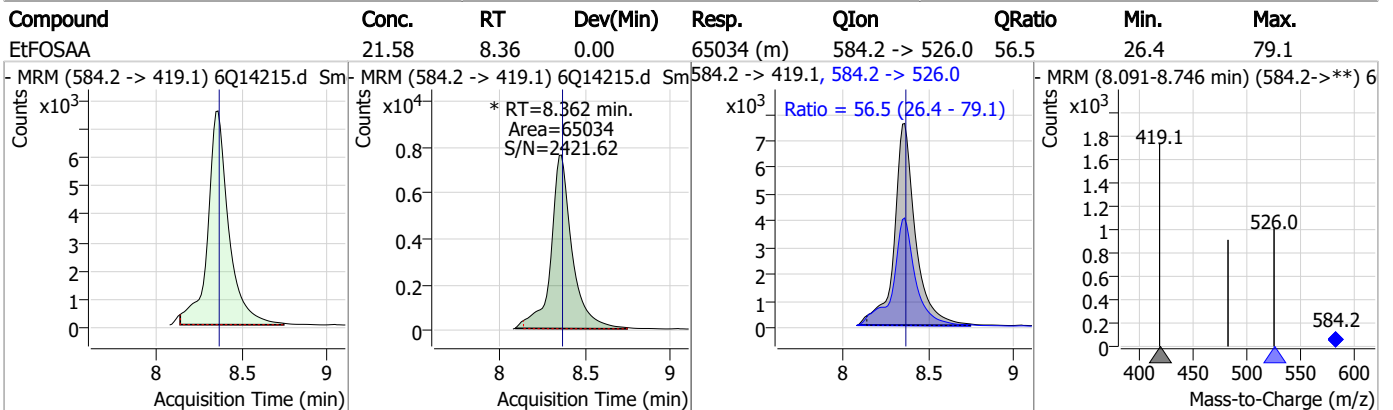 Compound Conc. RT Dev(Min) Resp. QIon QRatio Min. Max.
EtFOSAA 21.58 8.36 0.00 65034 (m) 584.2 -> 526.0 56.5 26.4 79.1
- MRM (584.2 -> 419.1) 6Q14215.d Sm
Counts
x10³
6
5
4
3
2
1
0
8 8.5 9
Acquisition Time (min)
- MRM (584.2 -> 419.1) 6Q14215.d Sm
Counts
x10⁴
* RT=8.362 min.
Area=65034
S/N=2421.62
0.8
0.6
0.4
0.2
0
8 8.5 9
Acquisition Time (min)
584.2 -> 419.1, 584.2 -> 526.0
x10³
Ratio = 56.5 (26.4 - 79.1)
Counts
7
6
5
4
3
2
1
0
8 8.5 9
Acquisition Time (min)
- MRM (8.091-8.746 min) (584.2->**) 6
Counts
x10³
1.8
1.6
1.4
1.2
1
0.8
0.6
0.4
0.2
0
419.1
526.0
584.2
400 450 500 550 600
Mass-to-Charge (m/z)